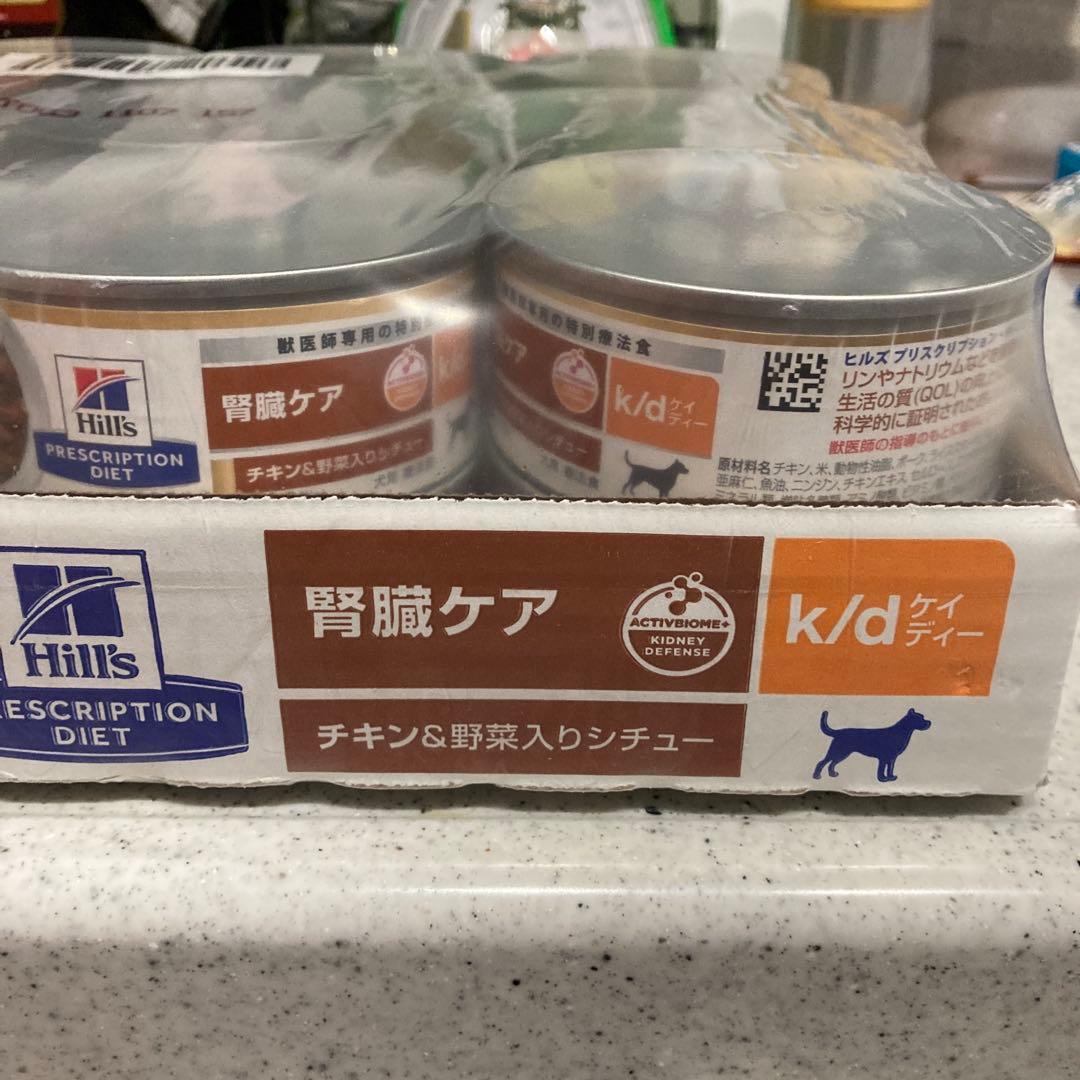 Hill's
PRESCRIPTION
DIET
獣医師専用の特別
腎臓ケア
チキン&野菜入りシチュー
専用の特別療法食
ケア
k/d ケイ
ディー
ヒルズ プリスクリプション
リンやナトリウムなどを
生活の質(QOL)の
科学的に証明された
獣医師の指導のもとに
原材料名 チキン、米、動物性油脂、ポーク、
亜麻仁、魚油、ニンジン、チキンエキス、
Hill's
ESCRIPTION
DIET
腎臓ケア
ACTIVBIOME+
KIDNEY
DEFENSE
k/d ケイ
ディー
チキン&野菜入りシチュー